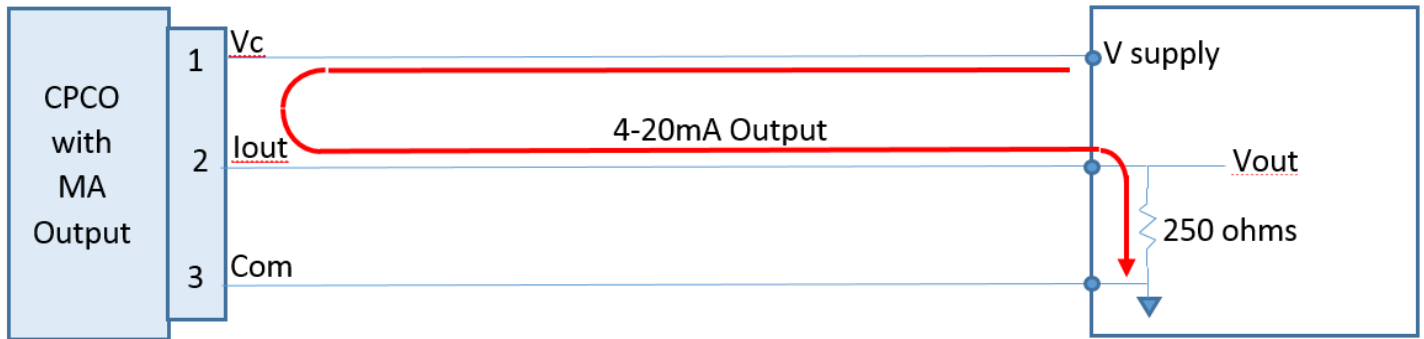 CPCO
with
MA
Output
1
Vc
2
Iout
3
Com
4-20mA Output
V supply
Vout
250 ohms